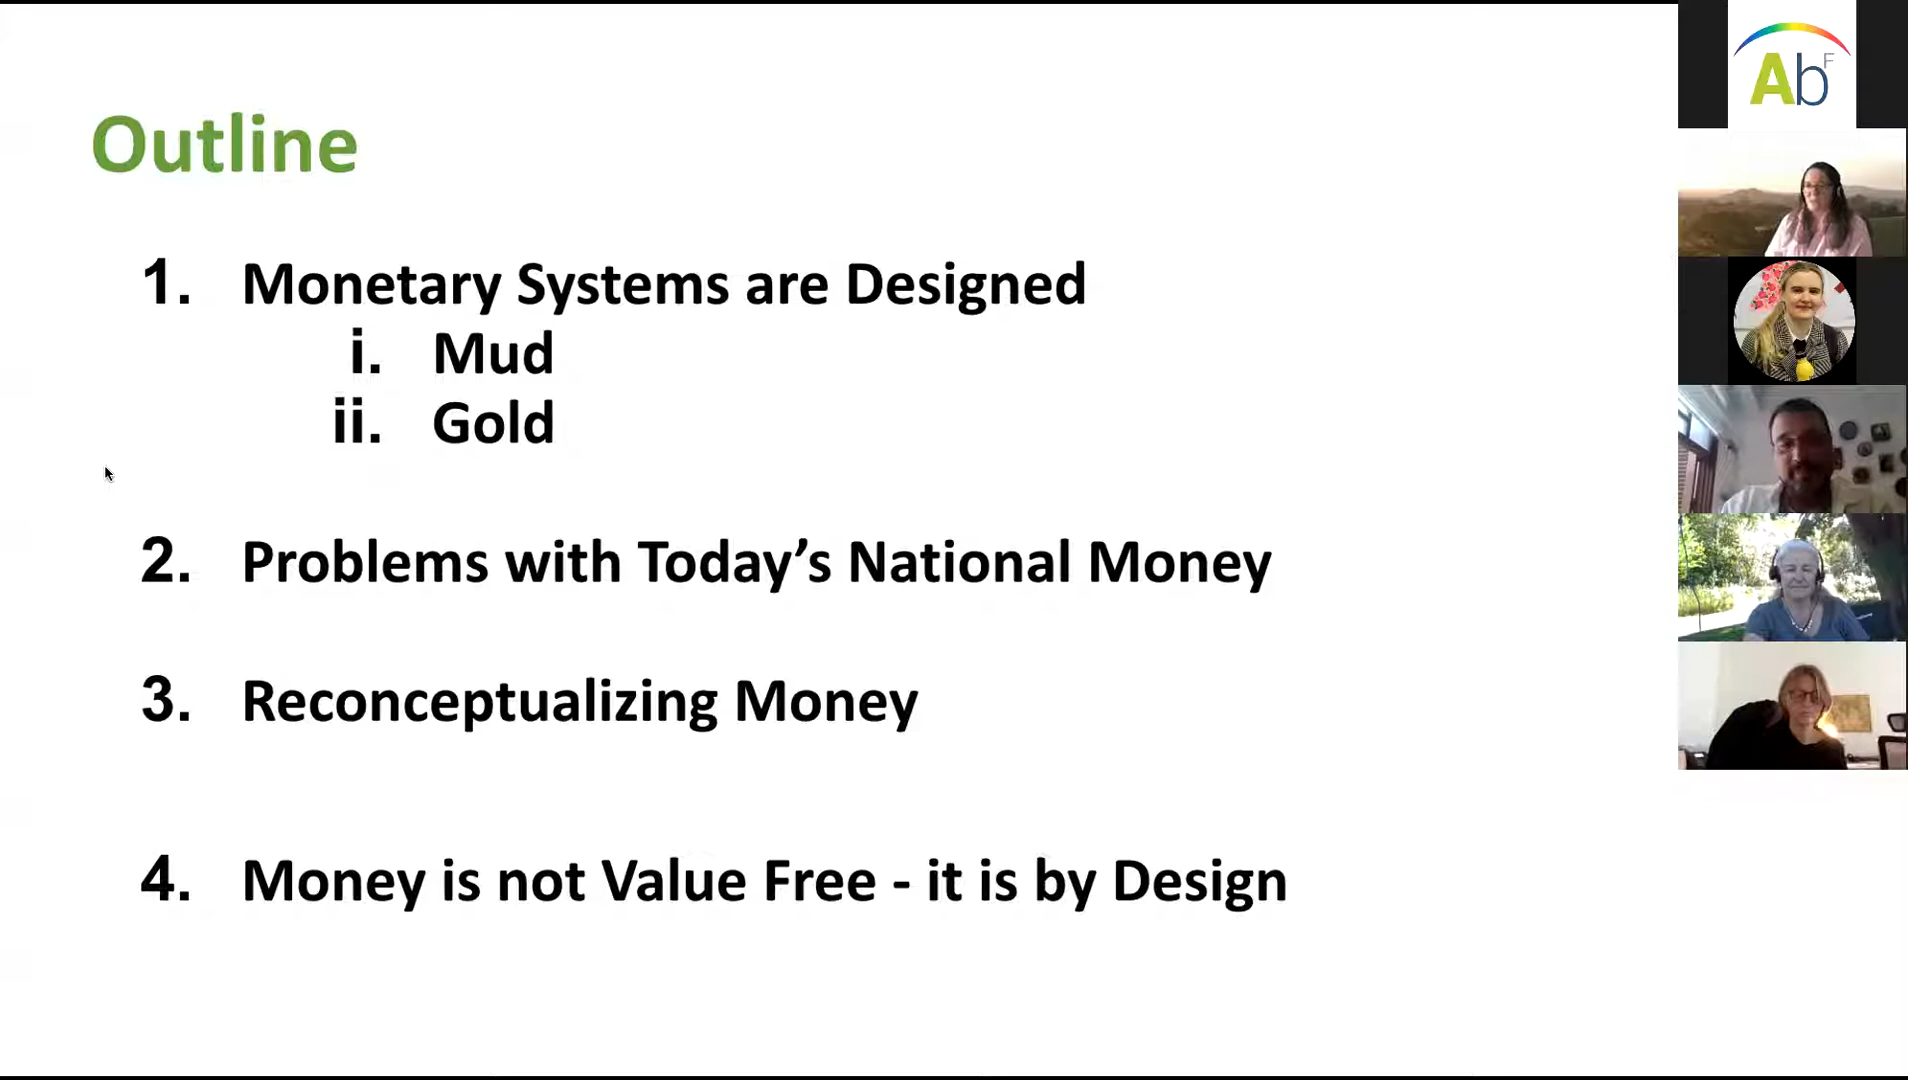 Outline
1. Monetary Systems are Designed
i. Mud
ii. Gold
2. Problems with Today’s National Money
3. Reconceptualizing Money
4. Money is not Value Free - it is by Design
AbF